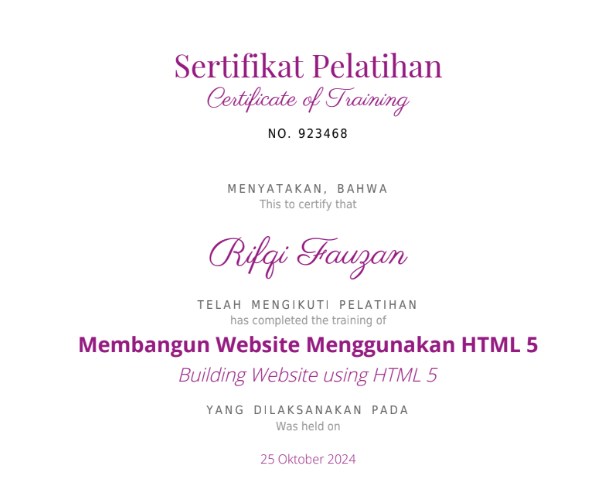 Sertifikat Pelatihan
Certificate of Training
NO. 923468
MENYATAKAN, BAHWA
This to certify that
Rifqi Fauzan
TELAH MENGIKUTI PELATIHAN
has completed the training of
Membangun Website Menggunakan HTML 5
Building Website using HTML 5
YANG DILAKSANAKAN PADA
Was held on
25 Oktober 2024